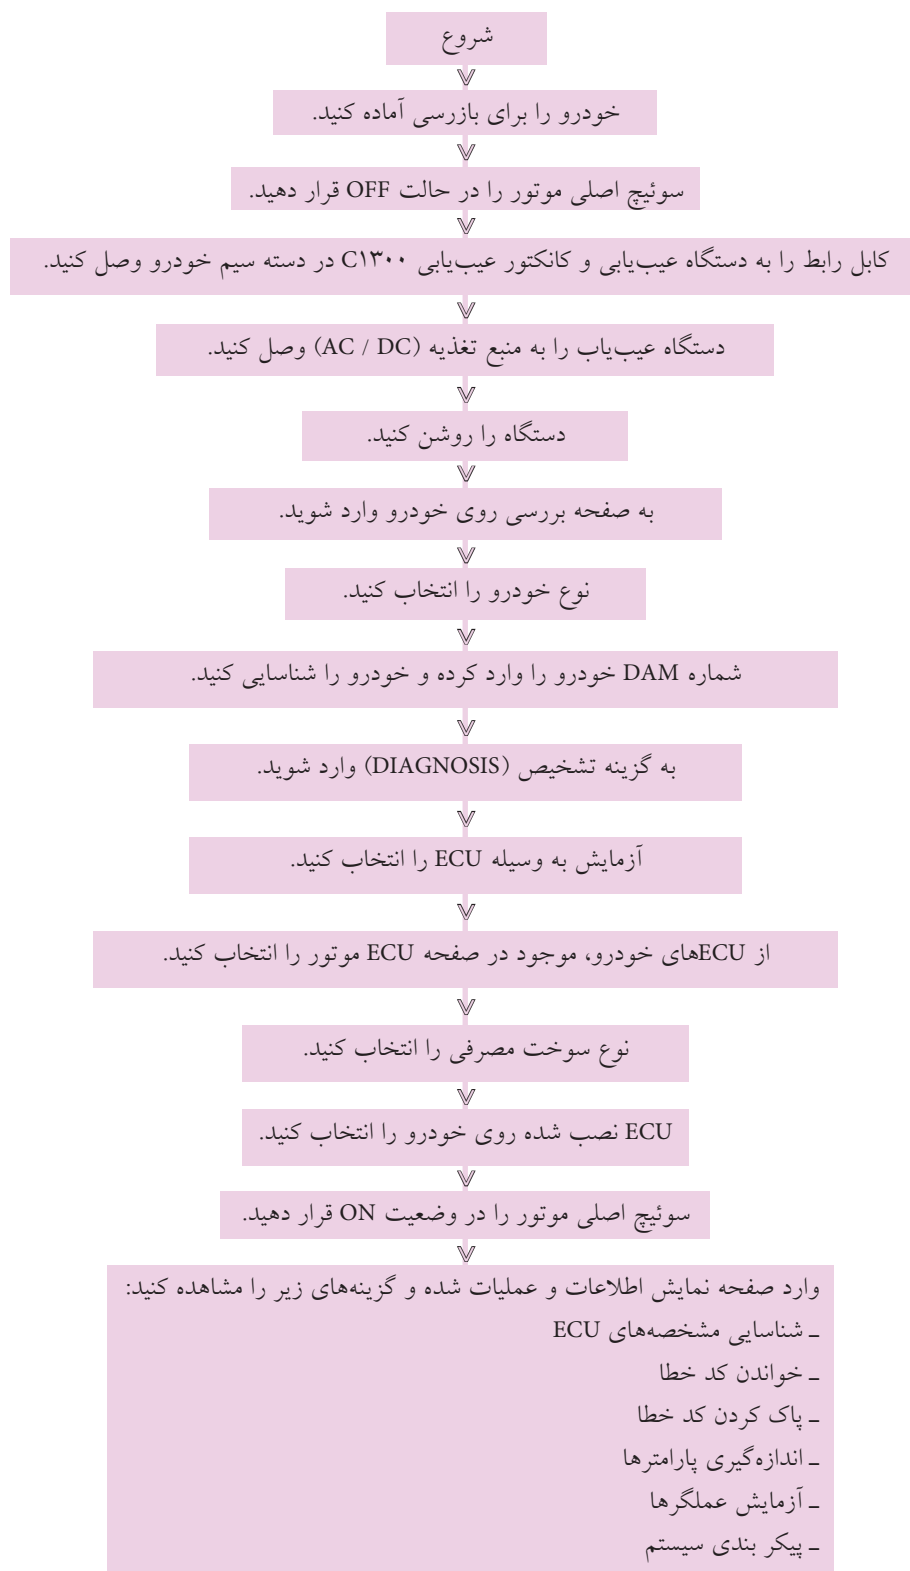 شروع
خودرو را برای بازرسی آماده کنید.
سوئیچ اصلی موتور را در حالت OFF قرار دهید.
کابل رابط را به دستگاه عیب‌یابی و کانکتور عیب‌یابی C۱۳۰۰ در دسته سیم خودرو وصل کنید.
دستگاه عیب‌یاب را به منبع تغذیه (AC / DC) وصل کنید.
دستگاه را روشن کنید.
به صفحه بررسی روی خودرو وارد شوید.
نوع خودرو را انتخاب کنید.
شماره DAM خودرو را وارد کرده و خودرو را شناسایی کنید.
به گزینه تشخیص (DIAGNOSIS) وارد شوید.
آزمایش به وسیله ECU را انتخاب کنید.
از ECUهای خودرو، موجود در صفحه ECU موتور را انتخاب کنید.
نوع سوخت مصرفی را انتخاب کنید.
ECU نصب شده روی خودرو را انتخاب کنید.
سوئیچ اصلی موتور را در وضعیت ON قرار دهید.
وارد صفحه نمایش اطلاعات و عملیات شده و گزینه‌های زیر را مشاهده کنید:
ـ شناسایی مشخصه‌های ECU
ـ خواندن کد خطا
ـ پاک کردن کد خطا
ـ اندازه‌گیری پارامترها
ـ آزمایش عملگرها
ـ پیکر بندی سیستم